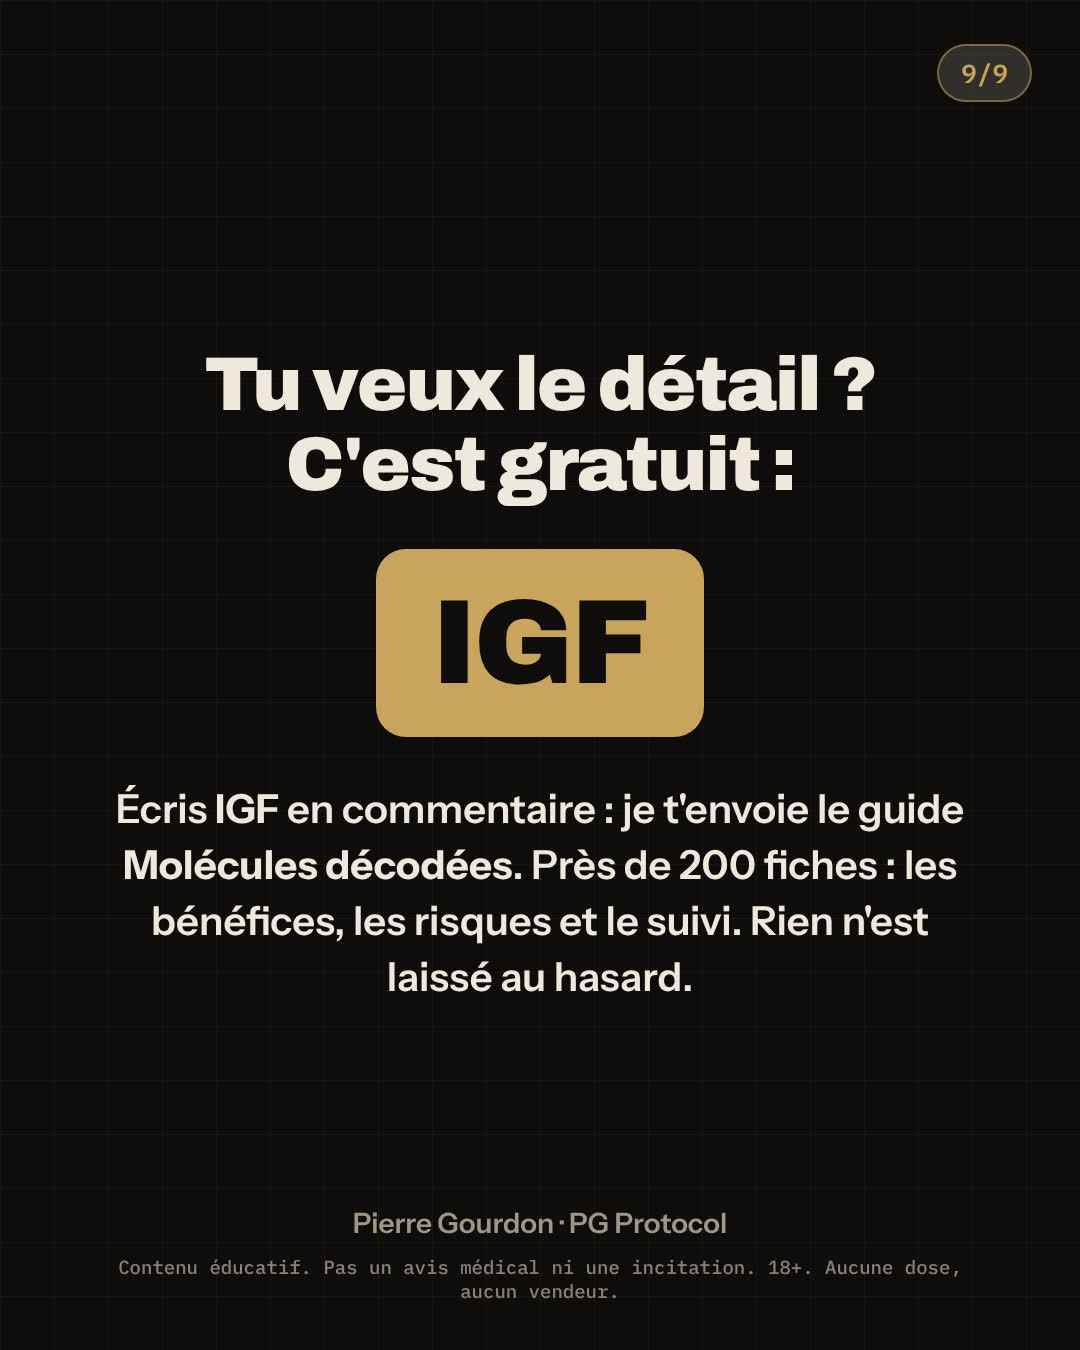 9/9
Tu veux le détail ?
C'est gratuit :
IGF
Écris IGF en commentaire : je t'envoie le guide
Molécules décodées. Près de 200 fiches : les
bénéfices, les risques et le suivi. Rien n'est
laissé au hasard.
Pierre Gourdon · PG Protocol
Contenu éducatif. Pas un avis médical ni une incitation. 18+. Aucune dose,
aucun vendeur.